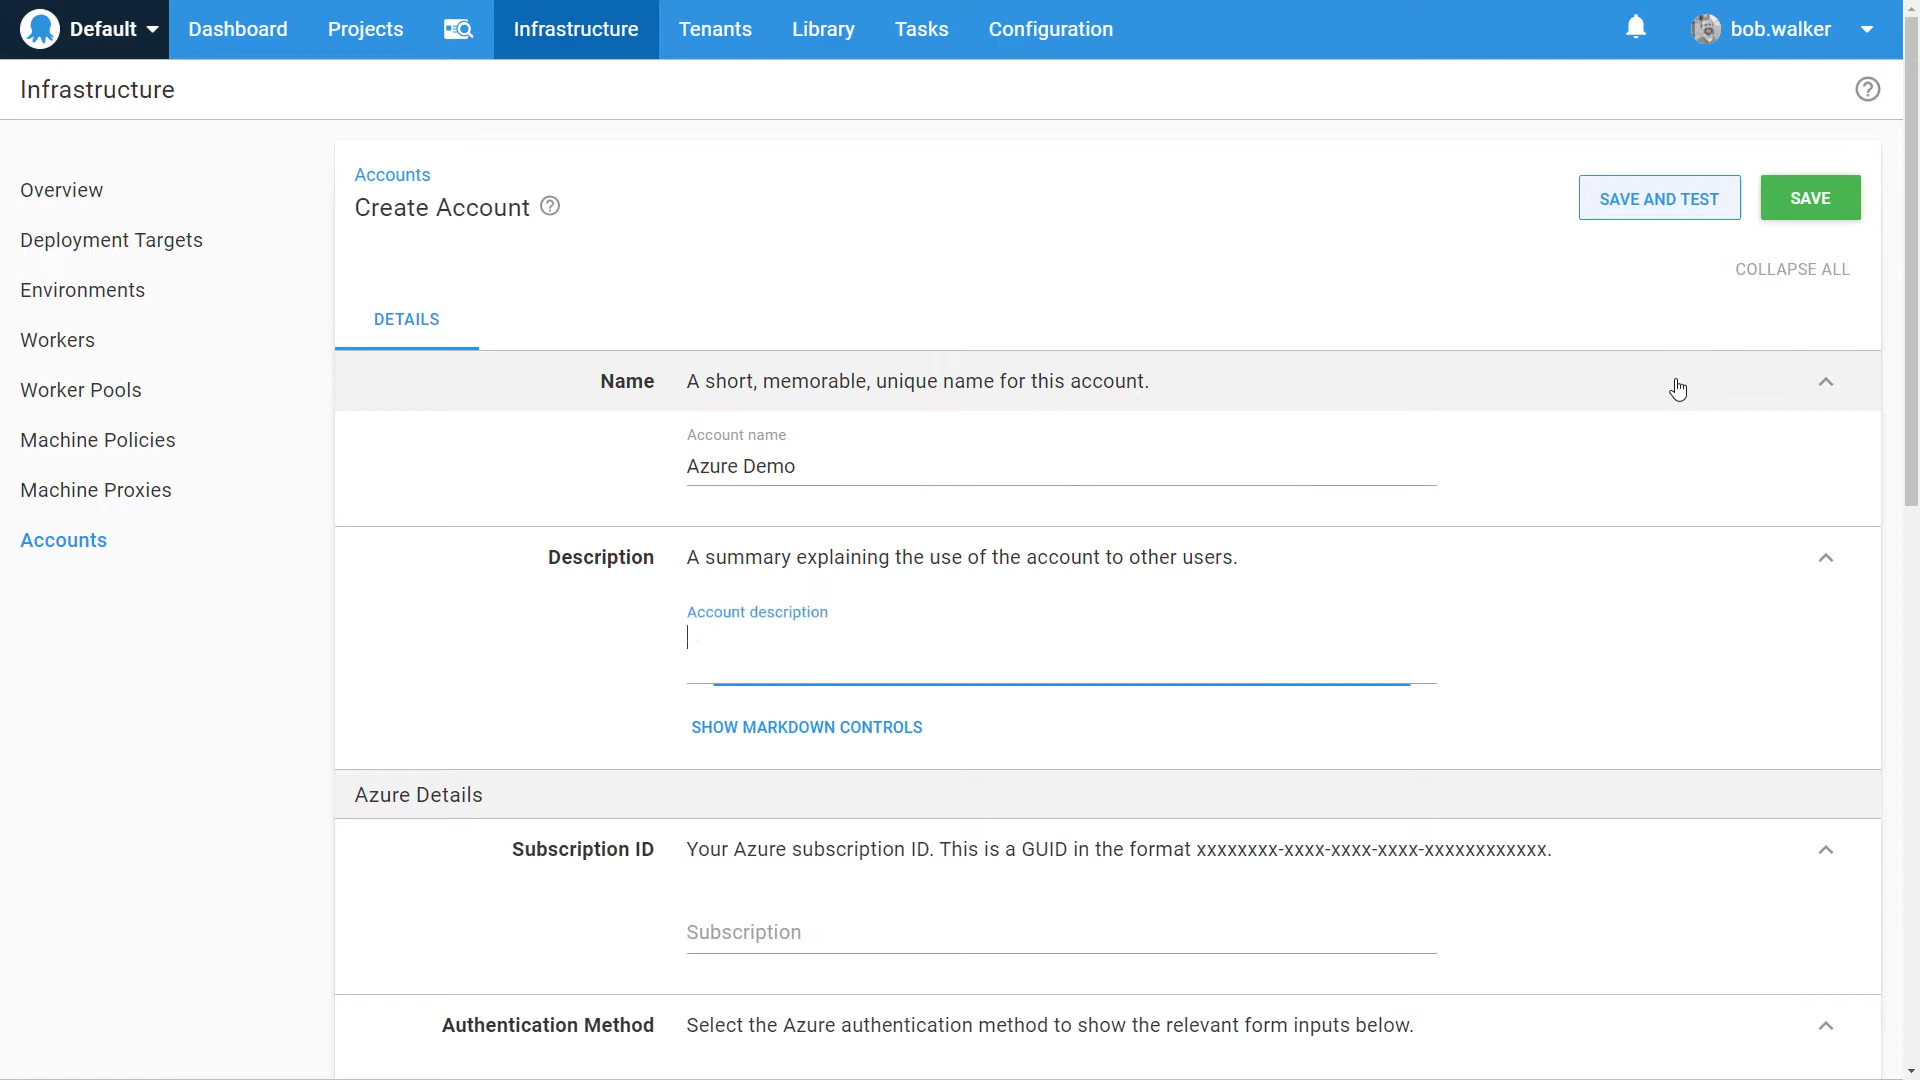 Default
Dashboard
Projects
Infrastructure
Tenants
Library
Tasks
Configuration
bob.walker
Infrastructure
Overview
Deployment Targets
Environments
Workers
Worker Pools
Machine Policies
Machine Proxies
Accounts
Accounts
Create Account
SAVE AND TEST
SAVE
COLLAPSE ALL
DETAILS
Name A short, memorable, unique name for this account.
Account name
Azure Demo
Description A summary explaining the use of the account to other users.
Account description
SHOW MARKDOWN CONTROLS
Azure Details
Subscription ID Your Azure subscription ID. This is a GUID in the format xxxxxxxx-xxxx-xxxx-xxxx-xxxxxxxxxxxx.
Subscription
Authentication Method Select the Azure authentication method to show the relevant form inputs below.